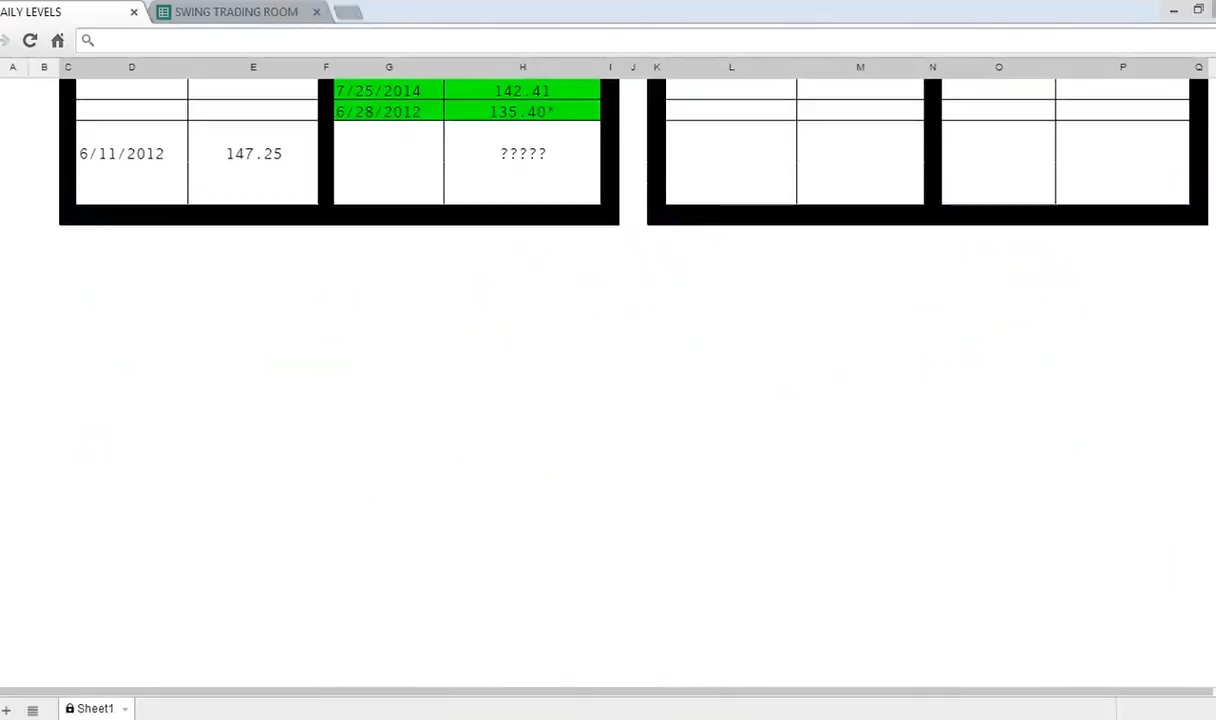 AILY LEVELS SWING TRADING ROOM
A B C D E F G H I J K L M N O P Q
7/25/2014 142.41
6/28/2012 135.40*
6/11/2012 147.25 ?????
Sheet1